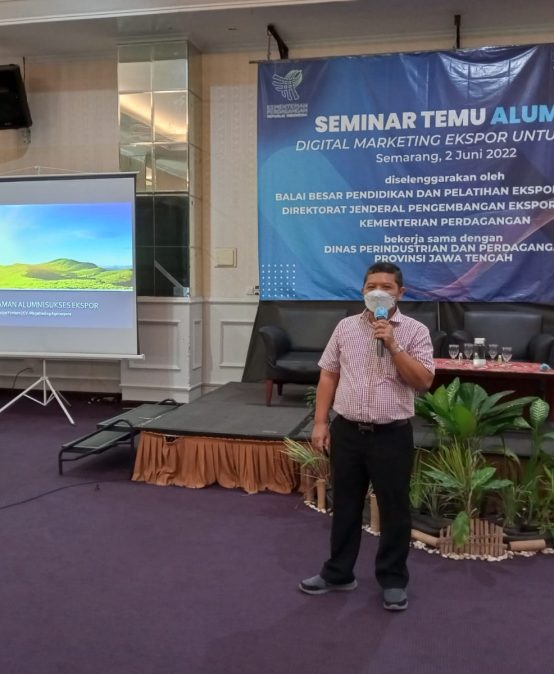 KEMENTERIAN
PERDAGANGAN
REPUBLIK INDONESIA
SEMINAR TEMU ALUM
DIGITAL MARKETING EKSPOR UNTU
Semarang, 2 Juni 2022
diselenggarakan oleh
BALAI BESAR PENDIDIKAN DAN PELATIHAN EKSPO
DIREKTORAT JENDERAL PENGEMBANGAN EKSPO
KEMENTERIAN PERDAGANGAN
bekerja sama dengan
DINAS PERINDUSTRIAN DAN PERDAGANGA
PROVINSI JAWA TENGAH
AMAN ALUMNI SUKSES EKSPOR